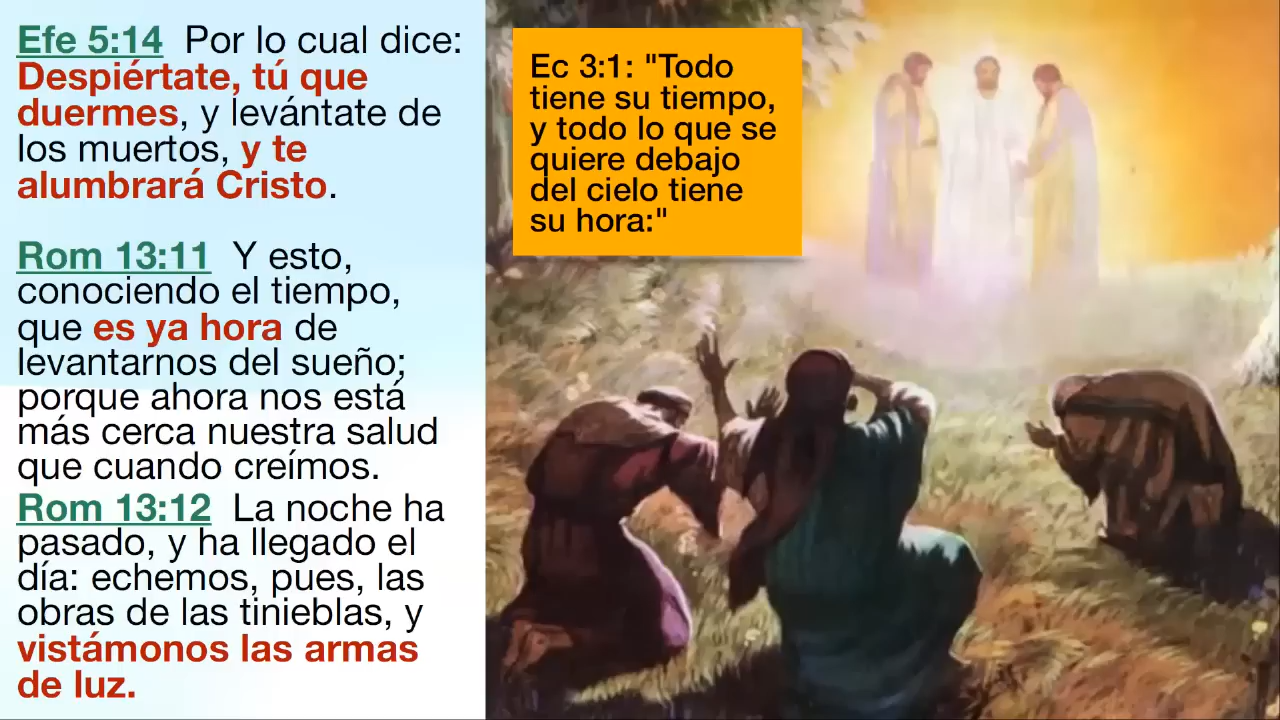 Efe 5:14  Por lo cual dice:
Despiértate, tú que
duermes, y levántate de
los muertos, y te
alumbrará Cristo.
Rom 13:11  Y esto,
conociendo el tiempo,
que es ya hora de
levantarnos del sueño;
porque ahora nos está
más cerca nuestra salud
que cuando creímos.
Rom 13:12  La noche ha
pasado, y ha llegado el
día: echemos, pues, las
obras de las tinieblas, y
vistámonos las armas
de luz.
Ec 3:1: "Todo
tiene su tiempo,
y todo lo que se
quiere debajo
del cielo tiene
su hora:"